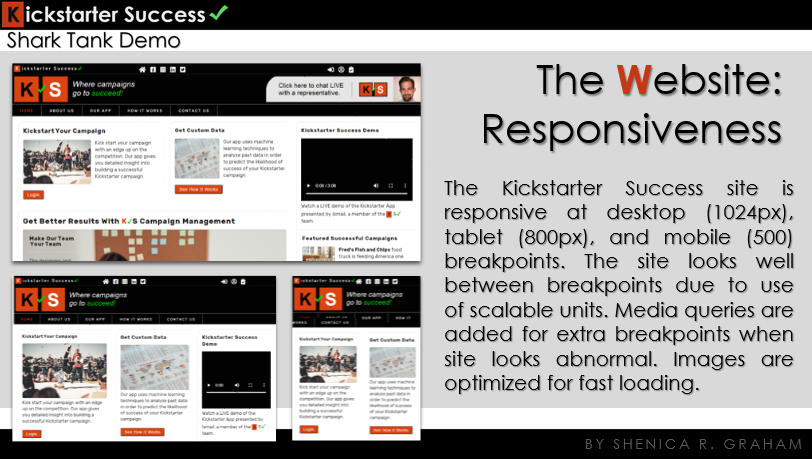 Kickstarter Success✓
Shark Tank Demo
The Website:
Responsiveness
The Kickstarter Success site is
responsive at desktop (1024px),
tablet (800px), and mobile (500)
breakpoints. The site looks well
between breakpoints due to use
of scalable units. Media queries are
added for extra breakpoints when
site looks abnormal. Images are
optimized for fast loading.
Kickstarter Success✓
K✓S
Where campaigns
go to succeed!
Click here to chat LIVE
with a representative.
K✓S
HOME ABOUT US OUR APP HOW IT WORKS CONTACT US
Kickstart Your Campaign
Kick start your campaign
with an edge up on the
competition. Our app gives
you detailed insight into
building a successful
campaign.
Login
Get Custom Data
Our app uses machine
learning techniques to
analyze past data in order
to predict the likelihood of
success of your Kickstarter
campaign.
See How It Works
Kickstarter Success Demo
0:00 / 3:03
Watch a LIVE demo of the Kickstarter App
presented by Ismail, a member of the K S✓
team.
Get Better Results With K✓S Campaign Management
Make Our Team
Your Team
Featured Successful Campaigns
Fred's Fish and Chips food
truck is feeding America one
Kickstarter Success✓
K✓S
Where campaigns
go to succeed!
HOME ABOUT US OUR APP HOW IT WORKS CONTACT US
Kickstart Your Campaign
Kick start your campaign with an edge up
on the competition. Our app gives
you detailed insight into building a
successful campaign.
Login
Get Custom Data
Our app uses machine learning
techniques to analyze past data in
order to predict the likelihood of
success of your Kickstarter campaign.
See How It Works
Kickstarter Success
Demo
Watch a LIVE demo of the
Kickstarter App presented by
Ismail, a member of the K S✓
team.
Kickstarter Success✓
K✓S
Where campaigns
go to succeed!
HOME ABOUT US OUR APP HOW IT
WORKS CONTACT US
Kickstart Your Campaign
Kick start your campaign
with an edge up on the
competition. Our app gives
you detailed insight into
building a successful
campaign.
Login
Get Custom Data
Our app uses machine
learning techniques to
analyze past data in order
to predict the likelihood of
success of your Kickstarter
campaign.
See How It Works
BY SHENICA R. GRAHAM